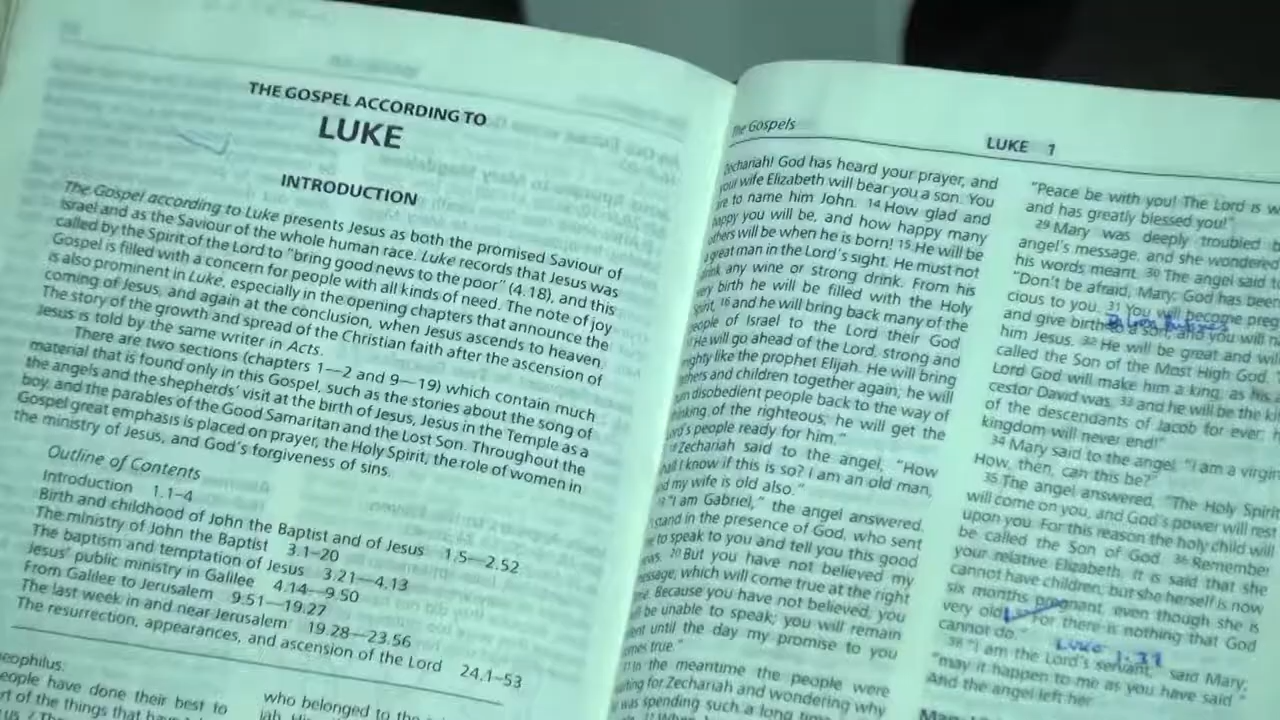 THE GOSPEL ACCORDING TO
LUKE
INTRODUCTION
The Gospel according to Luke presents Jesus as both the promised Saviour of
Israel and as the Saviour of the whole human race. Luke records that Jesus was
called by the Spirit of the Lord to "bring good news to the poor" (4.18), and this
Gospel is filled with a concern for people with all kinds of need. The note of joy
is also prominent in Luke, especially in the opening chapters that announce the
coming of Jesus, and again at the conclusion, when Jesus ascends to heaven.
The story of the growth and spread of the Christian faith after the ascension of
Jesus is told by the same writer in Acts.
There are two sections (chapters 1—2 and 9—19) which contain much
material that is found only in this Gospel, such as the stories about the song of
the angels and the shepherds' visit at the birth of Jesus, Jesus in the Temple as a
boy, and the parables of the Good Samaritan and the Lost Son. Throughout the
Gospel great emphasis is placed on prayer, the Holy Spirit, the role of women in
the ministry of Jesus, and God's forgiveness of sins.
Outline of Contents
Introduction 1.1–4
Birth and childhood of John the Baptist and of Jesus 1.5—2.52
The ministry of John the Baptist 3.1–20
The baptism and temptation of Jesus 3.21—4.13
Jesus' public ministry in Galilee 4.14—9.50
From Galilee to Jerusalem 9.51—19.27
The last week in and near Jerusalem 19.28—23.56
The resurrection, appearances, and ascension of the Lord 24.1–53
people have done their best to
of the things that
who belonged to the
The Gospels
LUKE 1
Zechariah! God has heard your prayer, and
your wife Elizabeth will bear you a son. You
to name him John. 14 How glad and
happy you will be, and how happy many
others will be when he is born! 15 He will be
a great man in the Lord's sight. He must not
drink any wine or strong drink. From his
birth he will be filled with the Holy
16 and he will bring back many of the
people of Israel to the Lord their God.
He will go ahead of the Lord, strong and
mighty like the prophet Elijah. He will bring
and children together again; he will
disobedient people back to the way of
thinking of the righteous; he will get the
Lord's people ready for him."
Zechariah said to the angel, "How
I know if this is so? I am an old man,
and my wife is old also."
"I am Gabriel," the angel answered.
stand in the presence of God, who sent
to speak to you and tell you this good
20 But you have not believed my
message, which will come true at the right
Because you have not believed, you
be unable to speak; you will remain
until the day my promise to you
comes true."
In the meantime the people were
waiting for Zechariah and wondering why
was spending such a long time
"Peace be with you! The Lord is
and has greatly blessed you!"
29 Mary was deeply troubled
angel's message, and she wondered
his words meant. 30 The angel said
"Don't be afraid, Mary; God has been
cious to you. 31 You will become
and give birth son, and you will
him Jesus. 32 He will be great and
called the Son of the Most High God.
Lord God will make him a king, as his
cestor David was, 33 and he will be the
of the descendants of Jacob for ever;
kingdom will never end!"
34 Mary said to the angel, "I am a virgin.
How, then, can this be?"
35 The angel answered, "The Holy Spirit
will come on you, and God's power will rest
upon you. For this reason the holy child will
be called the Son of God. 36 Remember
your relative Elizabeth. It is said that she
cannot have children, but she herself is now
six months pregnant, even though she is
very old. For there is nothing that God
cannot do."
Luke 1.37
38 "I am the Lord's servant," said Mary;
"may it happen to me as you have said."
And the angel left her.